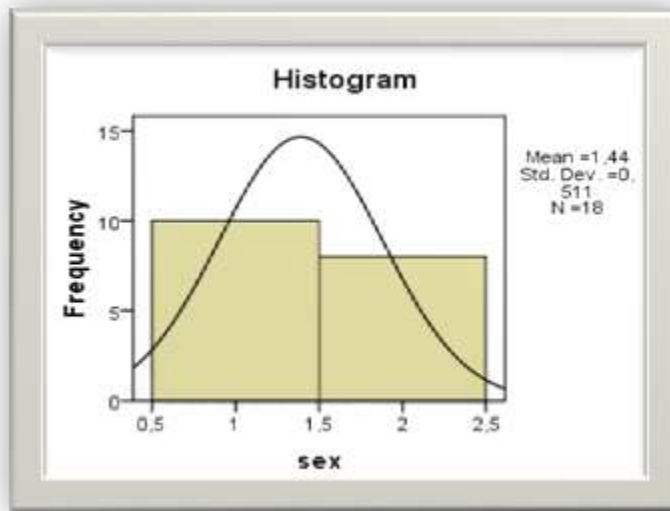 Histogram
Mean =1,44
Std. Dev. =0,
511
N =18
Frequency
15
10
5
0
0,5 1 1,5 2 2,5
sex